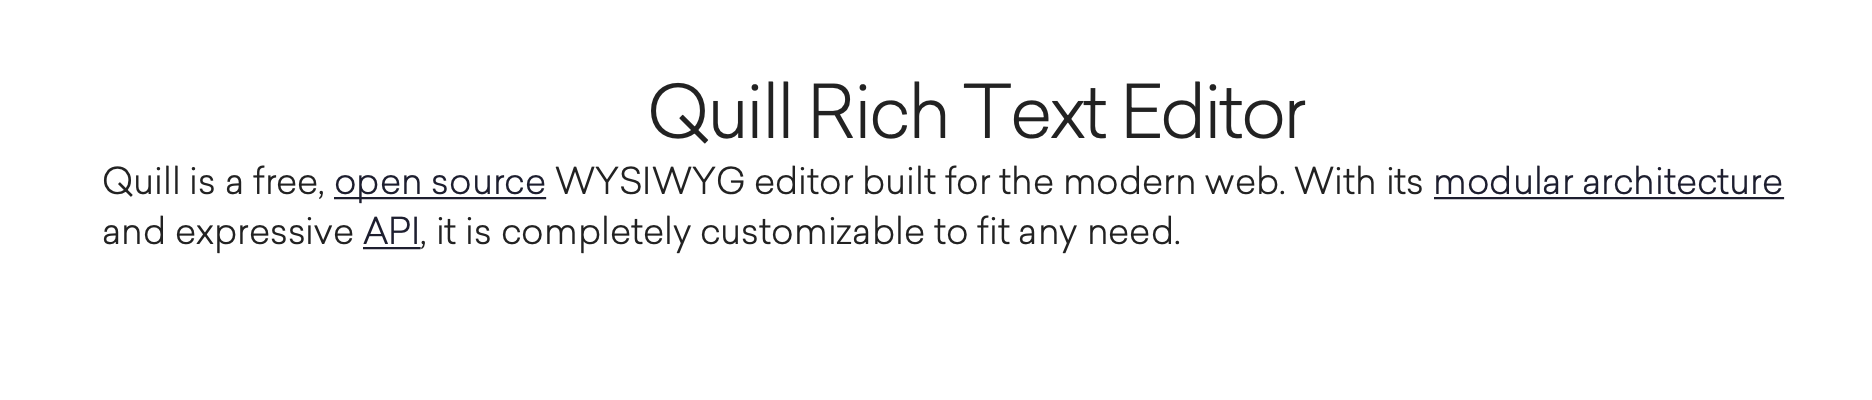 Quill Rich Text Editor
Quill is a free, open source WYSIWYG editor built for the modern web. With its modular architecture
and expressive API, it is completely customizable to fit any need.